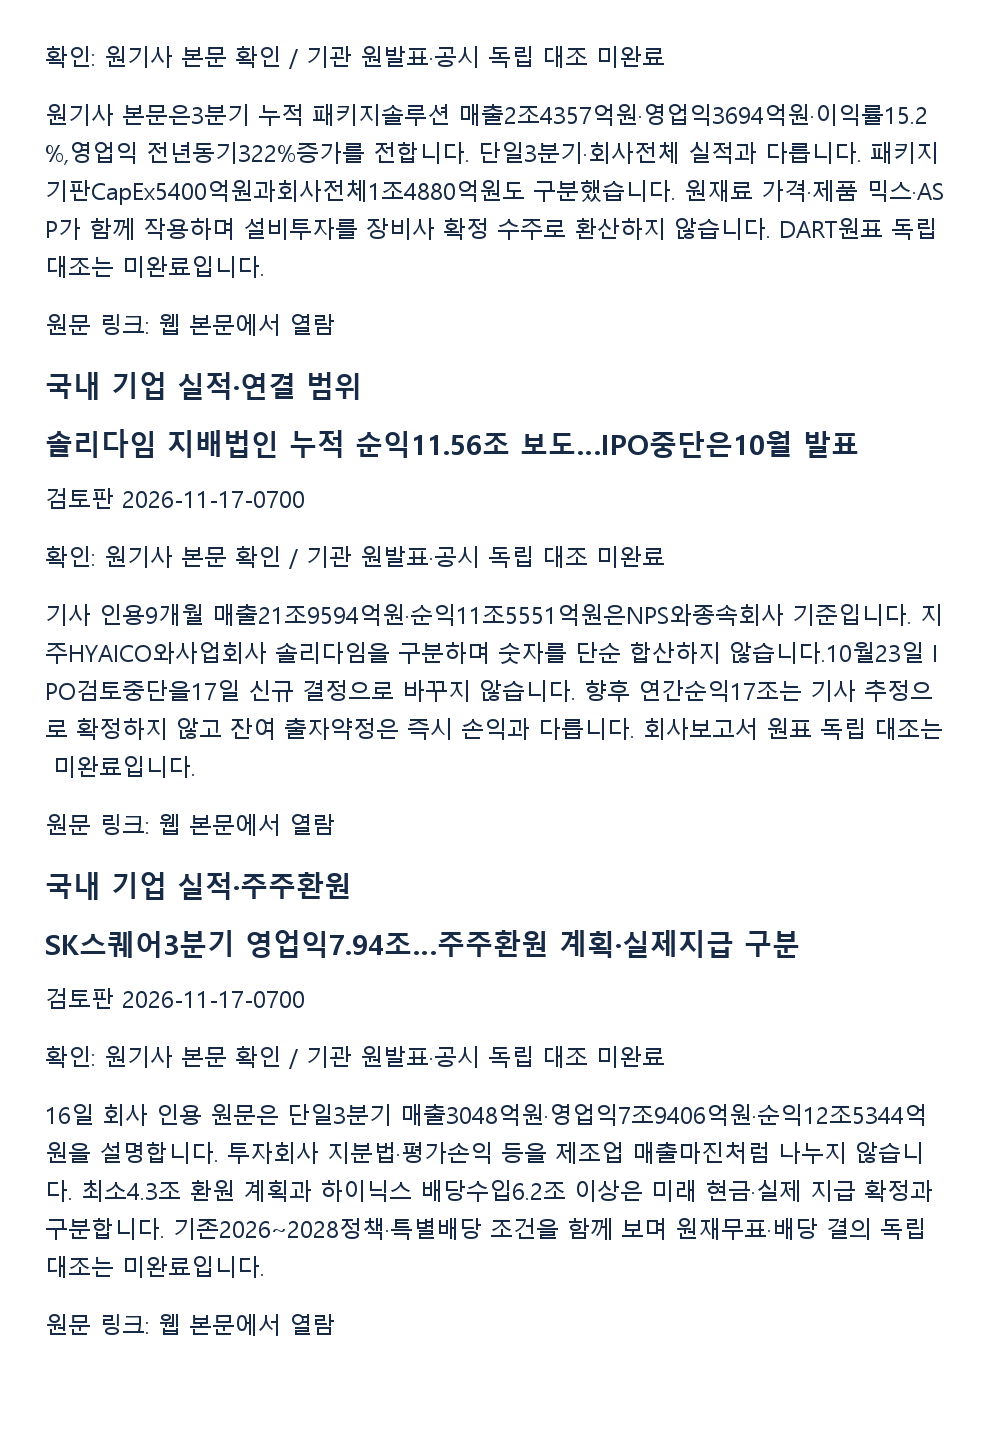 확인: 원기사 본문 확인 / 기관 원발표·공시 독립 대조 미완료
원기사 본문은3분기 누적 패키지솔루션 매출2조4357억원·영업익3694억원·이익률15.2
%,영업익 전년동기322%증가를 전합니다. 단일3분기·회사전체 실적과 다릅니다. 패키지
기판CapEx5400억원과회사전체1조4880억원도 구분했습니다. 원재료 가격·제품 믹스·AS
P가 함께 작용하며 설비투자를 장비사 확정 수주로 환산하지 않습니다. DART원표 독립
대조는 미완료입니다.
원문 링크: 웹 본문에서 열람
국내 기업 실적·연결 범위
솔리다임 지배법인 누적 순익11.56조 보도...IPO중단은10월 발표
검토판 2026-11-17-0700
확인: 원기사 본문 확인 / 기관 원발표·공시 독립 대조 미완료
기사 인용9개월 매출21조9594억원·순익11조5551억원은NPS와종속회사 기준입니다. 지
주HYAICO와사업회사 솔리다임을 구분하며 숫자를 단순 합산하지 않습니다.10월23일 I
PO검토중단을17일 신규 결정으로 바꾸지 않습니다. 향후 연간순익17조는 기사 추정으
로 확정하지 않고 잔여 출자약정은 즉시 손익과 다릅니다. 회사보고서 원표 독립 대조는
미완료입니다.
원문 링크: 웹 본문에서 열람
국내 기업 실적·주주환원
SK스퀘어3분기 영업익7.94조...주주환원 계획·실제지급 구분
검토판 2026-11-17-0700
확인: 원기사 본문 확인 / 기관 원발표·공시 독립 대조 미완료
16일 회사 인용 원문은 단일3분기 매출3048억원·영업익7조9406억원·순익12조5344억
원을 설명합니다. 투자회사 지분법·평가손익 등을 제조업 매출마진처럼 나누지 않습니
다. 최소4.3조 환원 계획과 하이닉스 배당수입6.2조 이상은 미래 현금·실제 지급 확정과
구분합니다. 기존2026~2028정책·특별배당 조건을 함께 보며 원재무표·배당 결의 독립
대조는 미완료입니다.
원문 링크: 웹 본문에서 열람